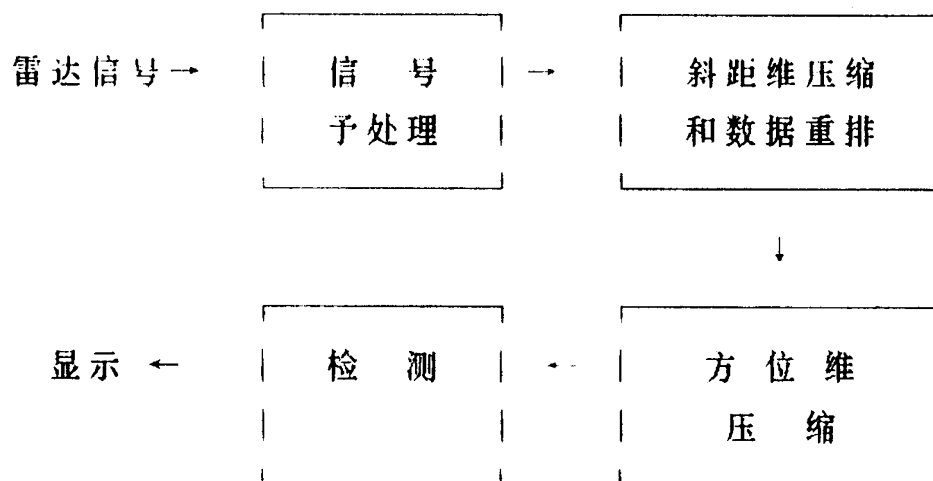 雷达信号→
信号
予处理
→
斜距维压缩
和数据重排
↓
方位维
压缩
←
检测
显示←